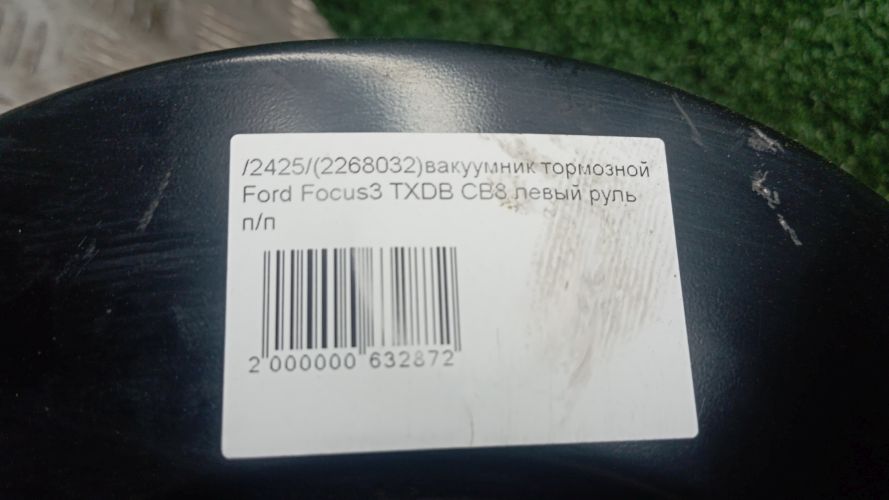 /2425/(2268032)вакуумник тормозной
Ford Focus3 TXDB CB8 левый руль
п/п
2 000000 632872